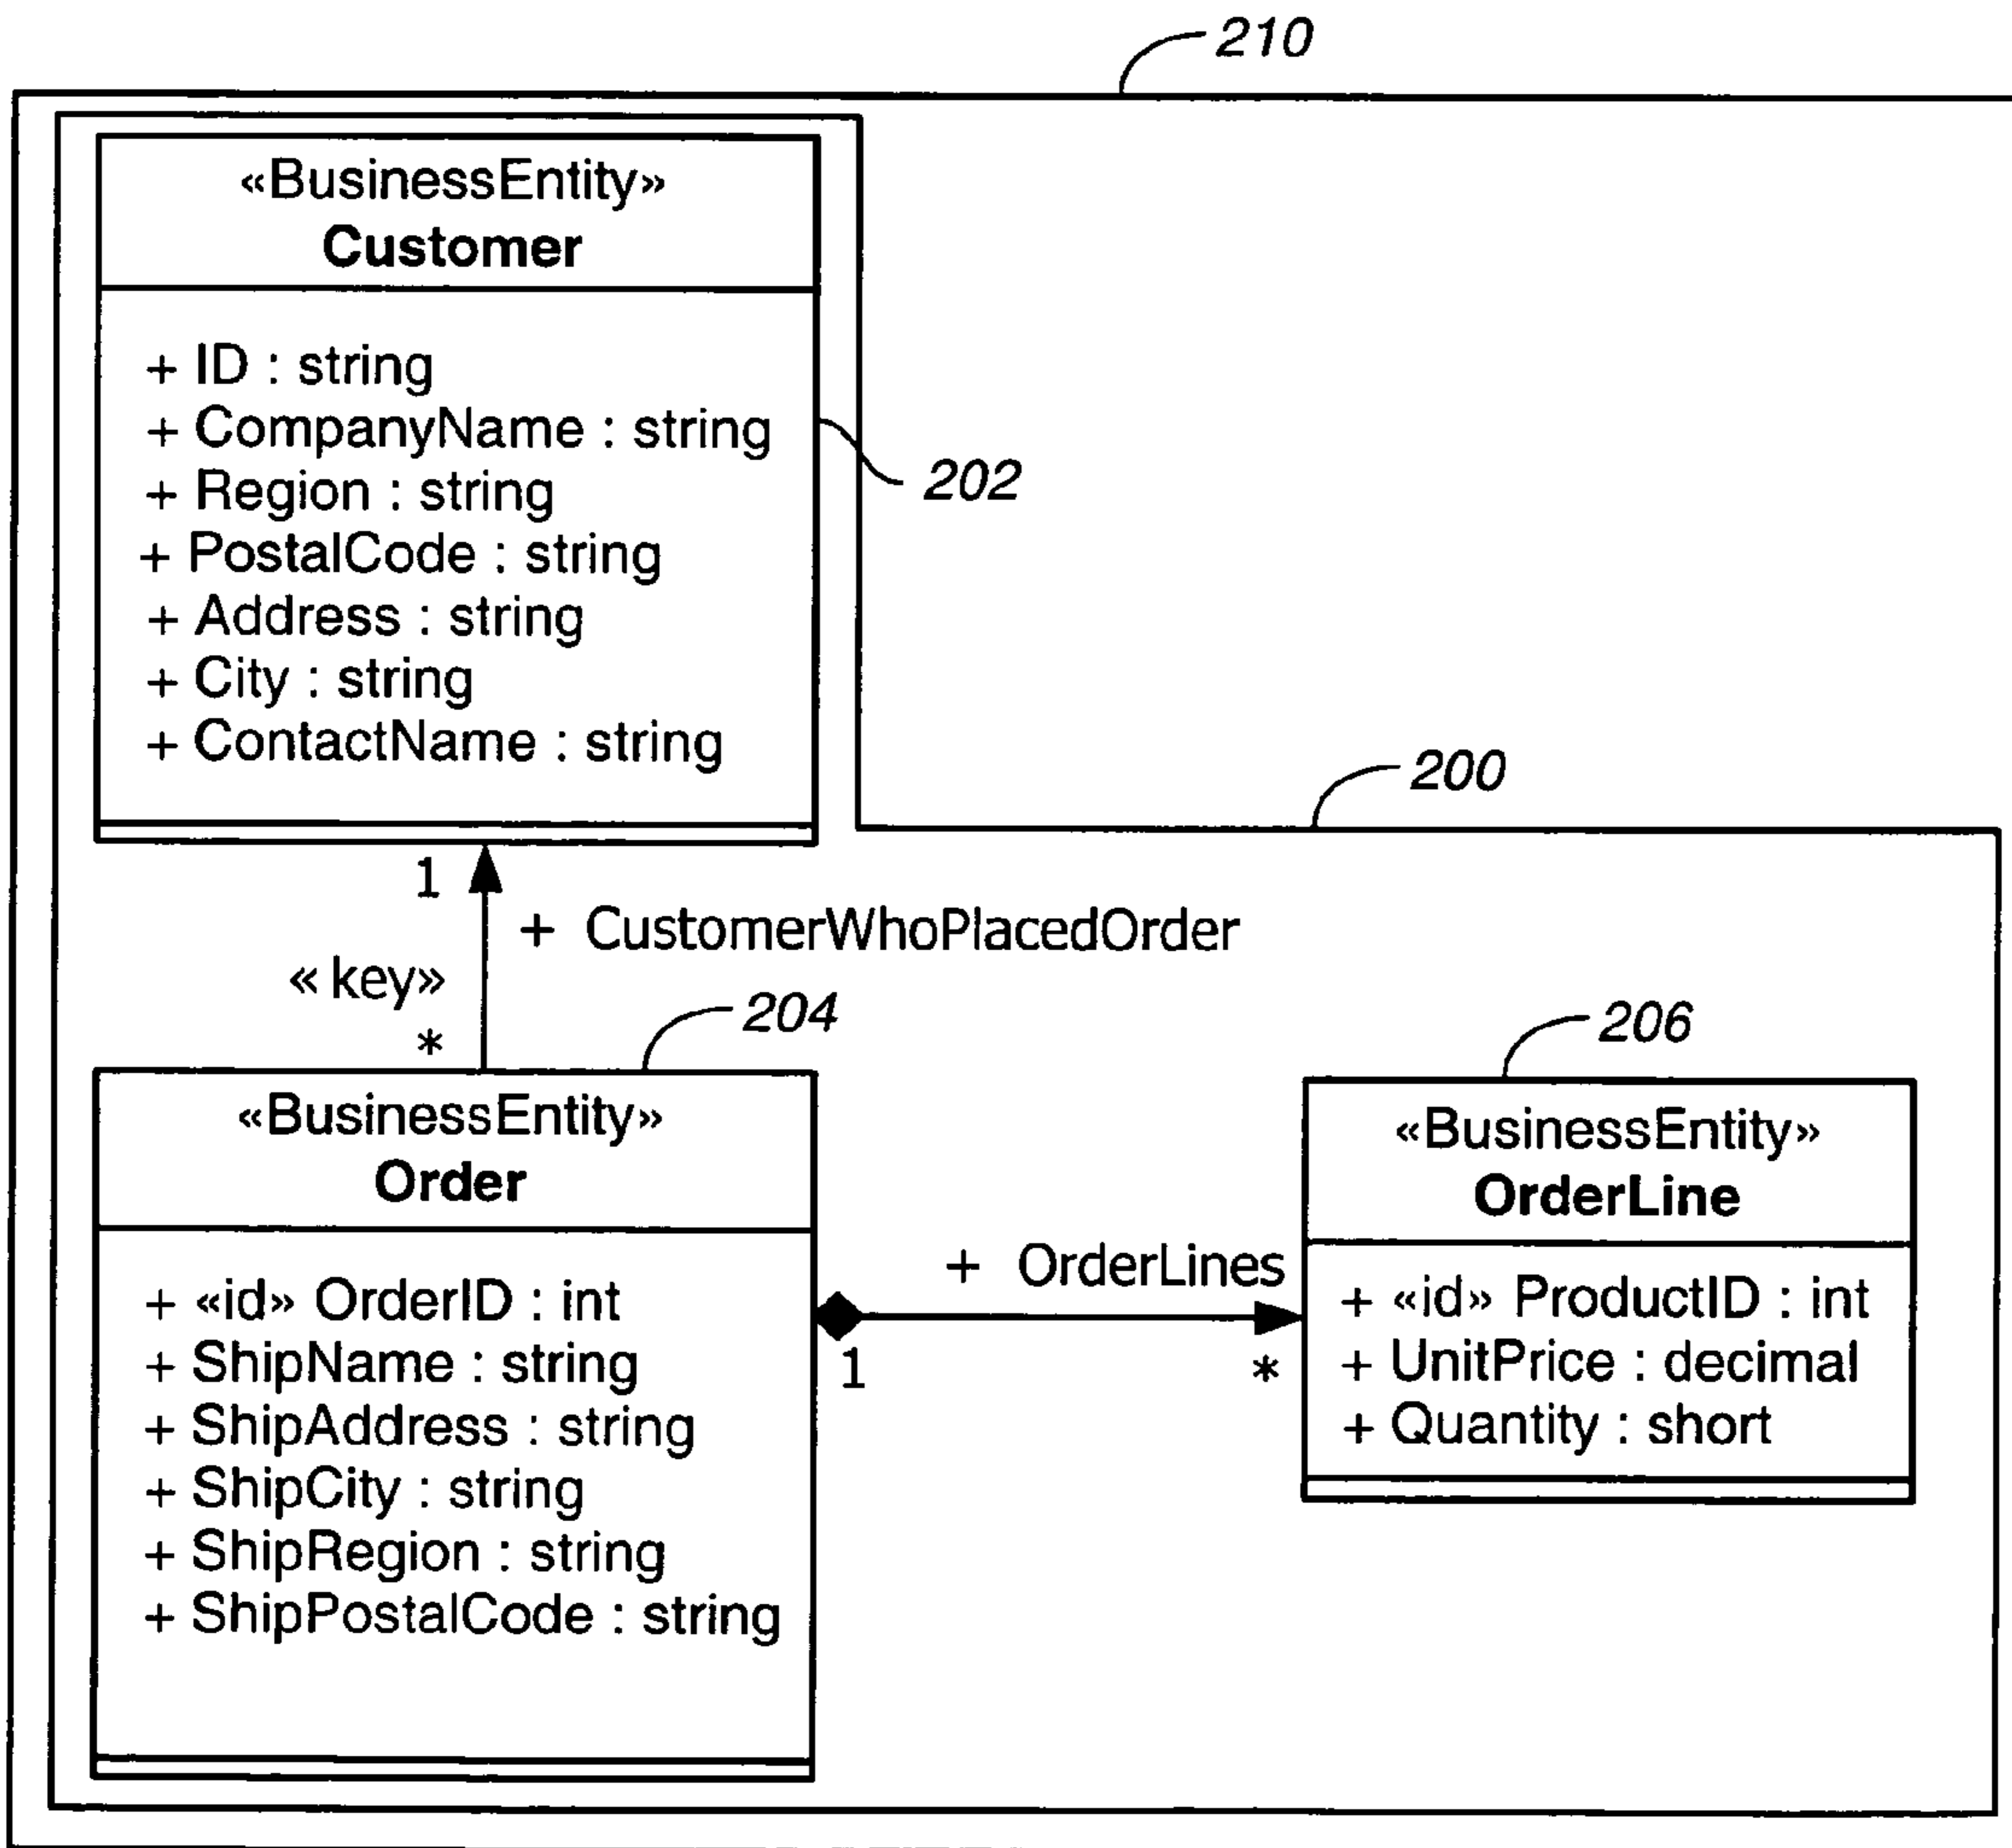 210
«BusinessEntity»
Customer
+ ID : string
+ CompanyName : string
+ Region : string
+ PostalCode : string
+ Address : string
+ City : string
+ ContactName : string
202
200
1
+ CustomerWhoPlacedOrder
«key»
*
204
206
«BusinessEntity»
Order
+ «id» OrderID : int
+ ShipName : string
+ ShipAddress : string
+ ShipCity : string
+ ShipRegion : string
+ ShipPostalCode : string
+ OrderLines
1
*
«BusinessEntity»
OrderLine
+ «id» ProductID : int
+ UnitPrice : decimal
+ Quantity : short